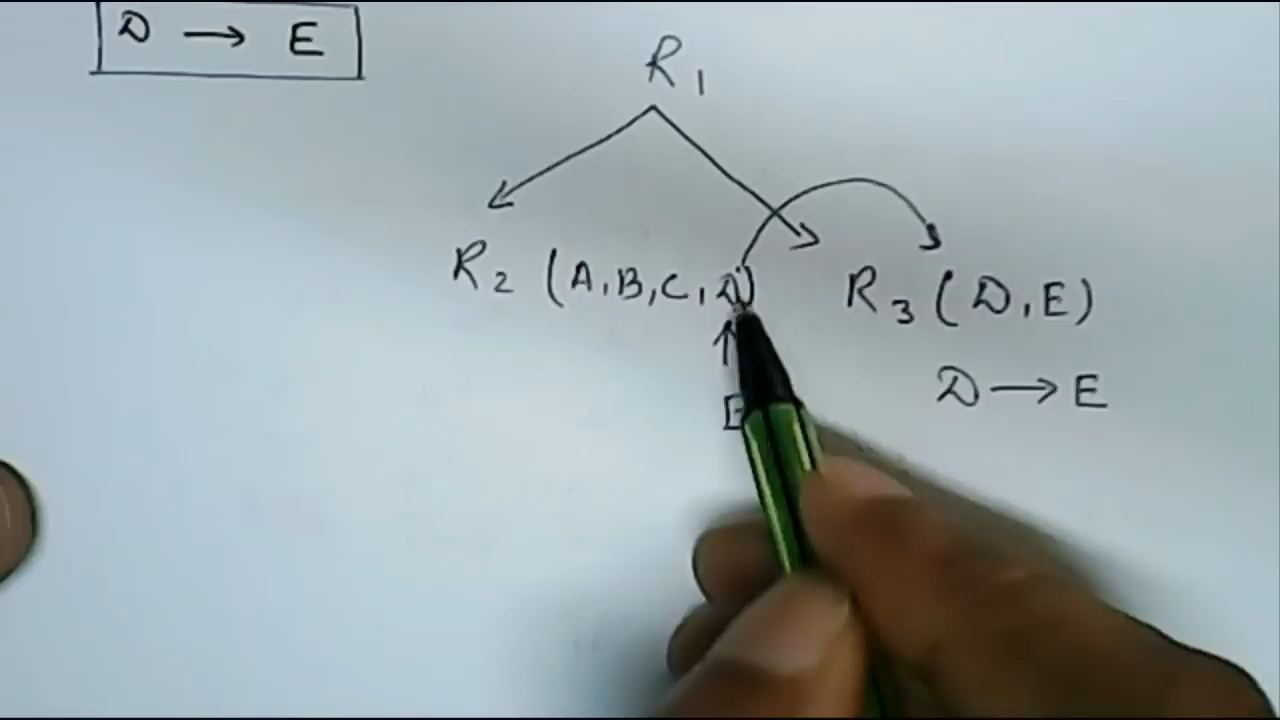 D → E
R1
R2 (A,B,C,D) R3 (D,E)
↑ D → E